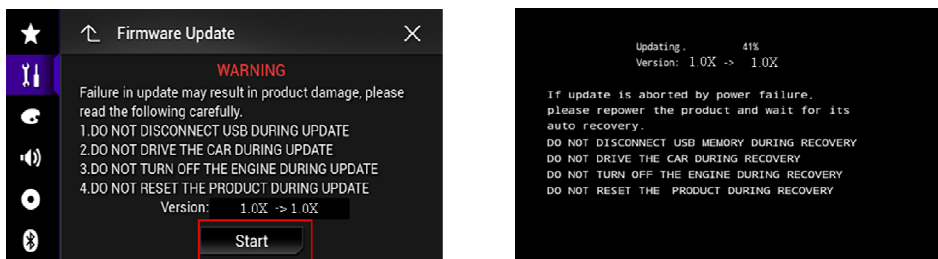 Firmware Update
WARNING
Failure in update may result in product damage, please
read the following carefully.
1.DO NOT DISCONNECT USB DURING UPDATE
2.DO NOT DRIVE THE CAR DURING UPDATE
3.DO NOT TURN OFF THE ENGINE DURING UPDATE
4.DO NOT RESET THE PRODUCT DURING UPDATE
Version: 1.0X -> 1.0X
Start
Updating. 41%
Version: 1.0X -> 1.0X
If update is aborted by power failure,
please repower the product and wait for its
auto recovery.
DO NOT DISCONNECT USB MEMORY DURING RECOVERY
DO NOT DRIVE THE CAR DURING RECOVERY
DO NOT TURN OFF THE ENGINE DURING RECOVERY
DO NOT RESET THE PRODUCT DURING RECOVERY